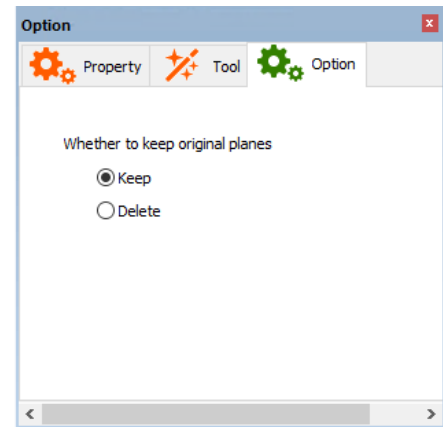 Option
Property Tool Option
Whether to keep original planes
Keep
Delete